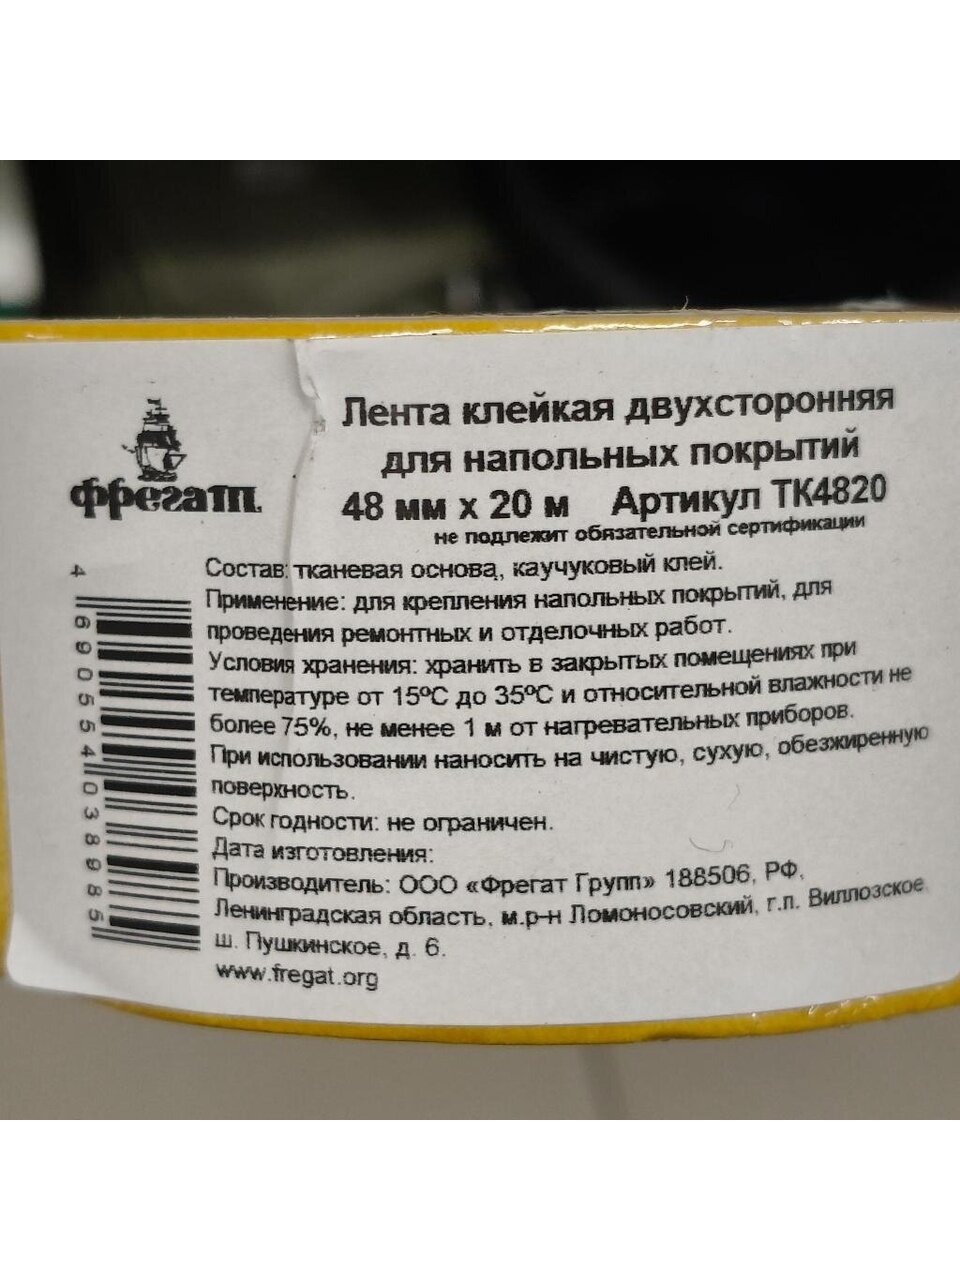 Фрегатъ
Лента клейкая двухсторонняя
для напольных покрытий
48 мм х 20 м Артикул ТК4820
не подлежит обязательной сертификации
Состав: тканевая основа, каучуковый клей.
Применение: для крепления напольных покрытий, для
проведения ремонтных и отделочных работ.
Условия хранения: хранить в закрытых помещениях при
температуре от 15ºС до 35ºС и относительной влажности не
более 75%, не менее 1 м от нагревательных приборов.
При использовании наносить на чистую, сухую, обезжиренную
поверхность.
Срок годности: не ограничен.
Дата изготовления:
Производитель: ООО «Фрегат Групп» 188506, РФ,
Ленинградская область, м.р-н Ломоносовский, г.п. Виллозское
ш. Пушкинское, д. 6.
www.fregat.org
4 690554 038985